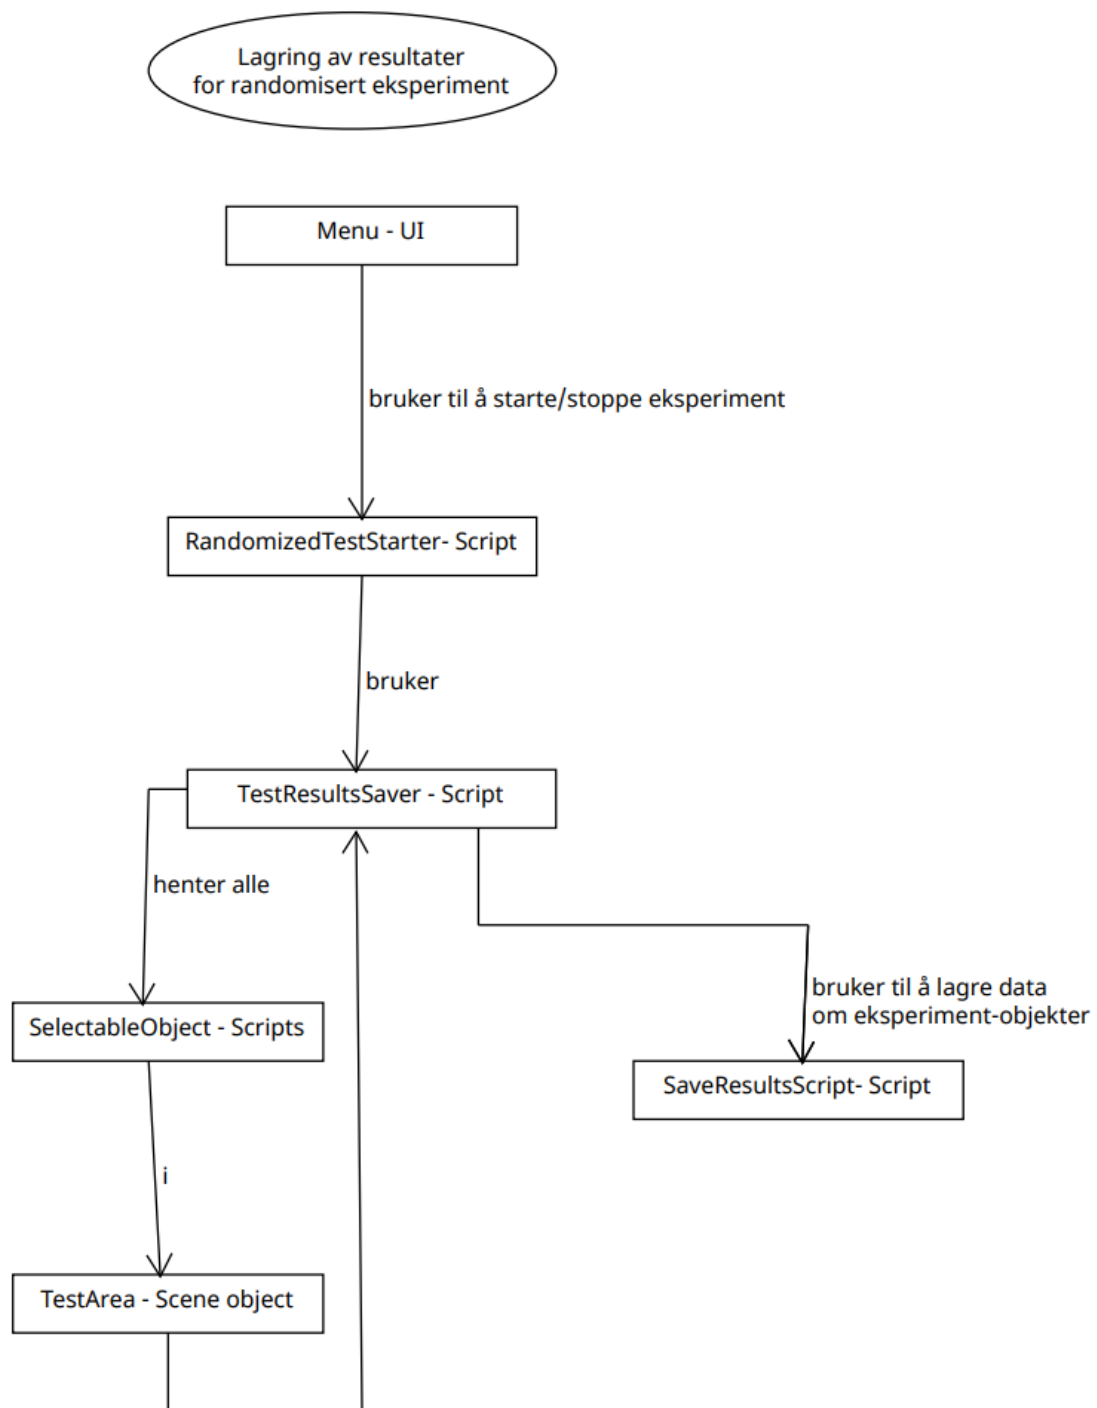 Lagring av resultater
for randomisert eksperiment
Menu - UI
bruker til å starte/stoppe eksperiment
RandomizedTestStarter- Script
bruker
TestResultsSaver - Script
henter alle
bruker til å lagre data
om eksperiment-objekter
SelectableObject - Scripts
SaveResultsScript- Script
i
TestArea - Scene object